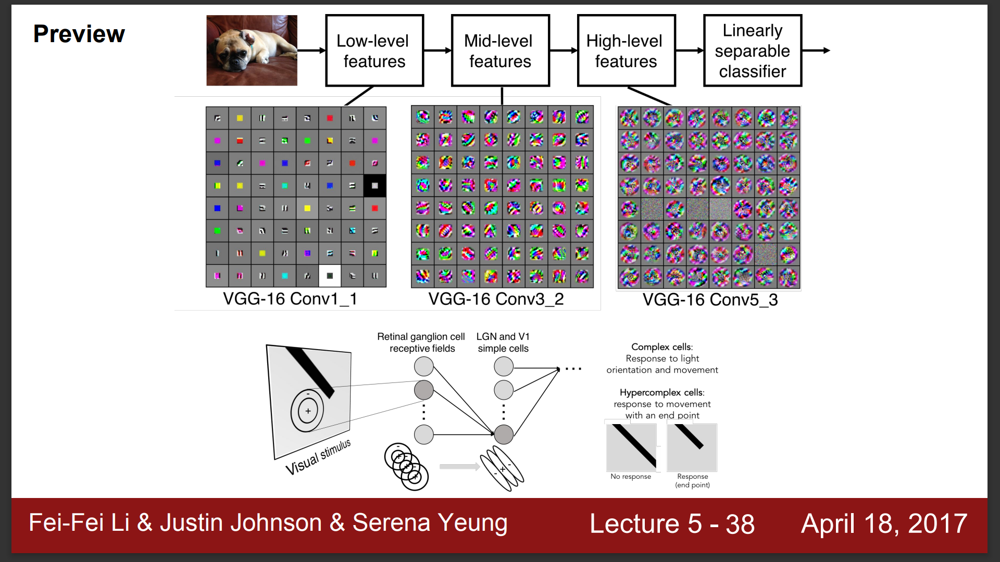 Preview
Low-level
features
Mid-level
features
High-level
features
Linearly
separable
classifier
VGG-16 Conv1_1
VGG-16 Conv3_2
VGG-16 Conv5_3
Visual stimulus
-
+
Retinal ganglion cell
receptive fields
LGN and V1
simple cells
Complex cells:
Response to light
orientation and movement
Hypercomplex cells:
response to movement
with an end point
No response
Response
(end point)
Fei-Fei Li & Justin Johnson & Serena Yeung
Lecture 5 - 38
April 18, 2017